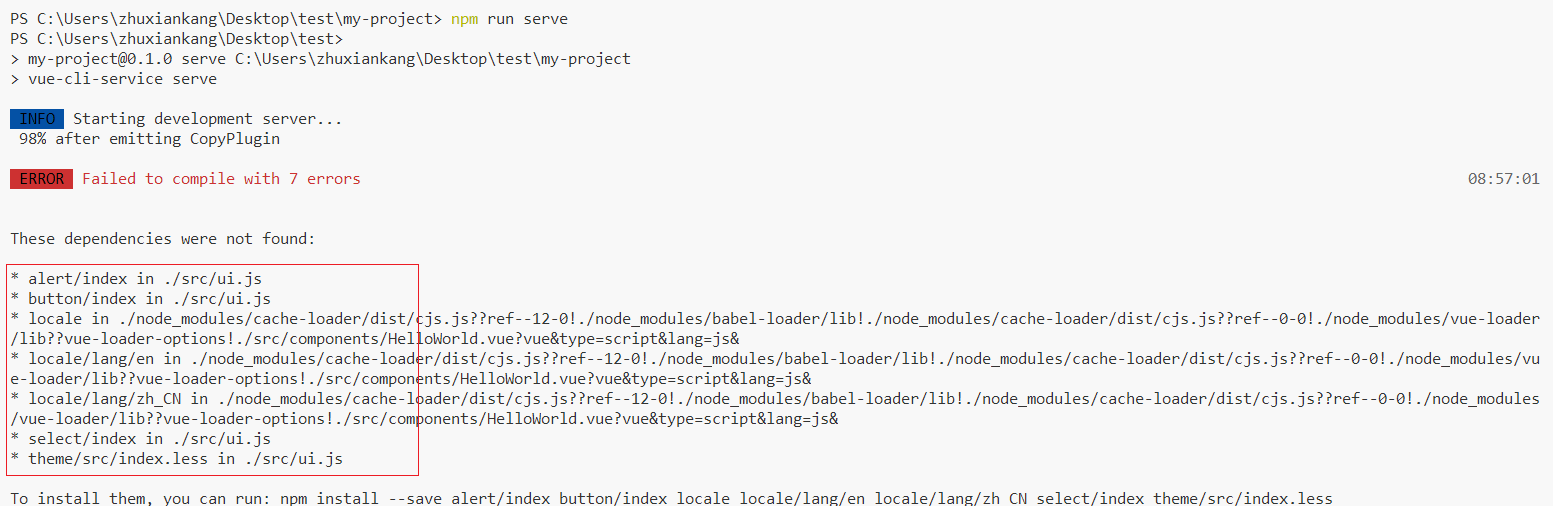 PS C:\Users\zhuxiankang\Desktop\test\my-project> npm run serve
PS C:\Users\zhuxiankang\Desktop\test>
> my-project@0.1.0 serve C:\Users\zhuxiankang\Desktop\test\my-project
> vue-cli-service serve
INFO Starting development server...
98% after emitting CopyPlugin
ERROR Failed to compile with 7 errors 08:57:01
These dependencies were not found:
* alert/index in ./src/ui.js
* button/index in ./src/ui.js
* locale in ./node_modules/cache-loader/dist/cjs.js??ref--12-0!./node_modules/babel-loader/lib!./node_modules/cache-loader/dist/cjs.js??ref--0-0!./node_modules/vue-loader
/lib??vue-loader-options!./src/components/HelloWorld.vue?vue&type=script&lang=js&
* locale/lang/en in ./node_modules/cache-loader/dist/cjs.js??ref--12-0!./node_modules/babel-loader/lib!./node_modules/cache-loader/dist/cjs.js??ref--0-0!./node_modules/vu
e-loader/lib??vue-loader-options!./src/components/HelloWorld.vue?vue&type=script&lang=js&
* locale/lang/zh_CN in ./node_modules/cache-loader/dist/cjs.js??ref--12-0!./node_modules/babel-loader/lib!./node_modules/cache-loader/dist/cjs.js??ref--0-0!./node_modules
/vue-loader/lib??vue-loader-options!./src/components/HelloWorld.vue?vue&type=script&lang=js&
* select/index in ./src/ui.js
* theme/src/index.less in ./src/ui.js
To install them, you can run: npm install --save alert/index button/index locale locale/lang/en locale/lang/zh_CN select/index theme/src/index.less